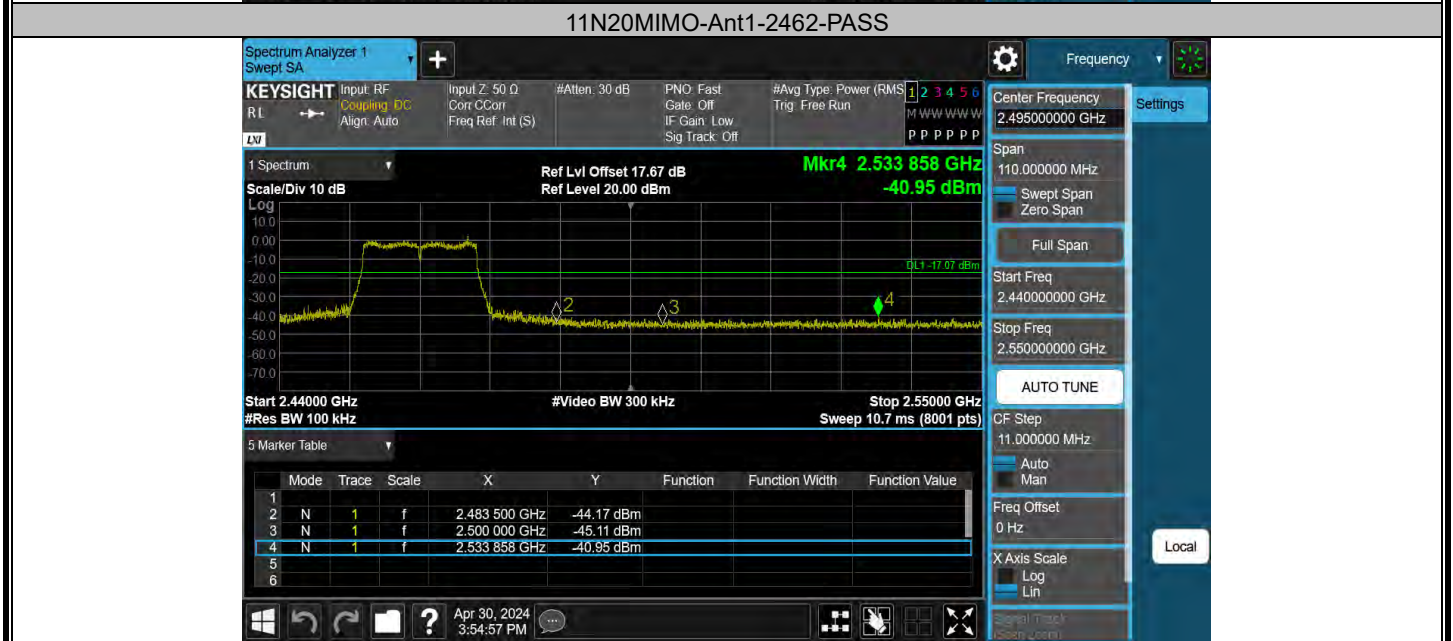 11N20MIMO-Ant1-2462-PASS
Spectrum Analyzer 1
Swept SA
Frequency
KEYSIGHT
RL
LXI
Input: RF
Coupling: DC
Align: Auto
Input Z: 50 Ω
Corr CCorr
Freq Ref: Int (S)
#Atten: 30 dB
PNO: Fast
Gate: Off
IF Gain: Low
Sig Track: Off
#Avg Type: Power (RMS
Trig: Free Run
1 2 3 4 5 6
M W W W W W
P P P P P P
Settings
1 Spectrum
Scale/Div 10 dB
Ref Lvl Offset 17.67 dB
Ref Level 20.00 dBm
Mkr4 2.533 858 GHz
-40.95 dBm
Log
10.0
0.00
-10.0
-20.0
-30.0
-40.0
-50.0
-60.0
-70.0
DL1 -17.07 dBm
2
3
4
Start 2.44000 GHz
#Res BW 100 kHz
#Video BW 300 kHz
Stop 2.55000 GHz
Sweep 10.7 ms (8001 pts)
5 Marker Table
Mode Trace Scale X Y Function Function Width Function Value
1
2 N 1 f 2.483 500 GHz -44.17 dBm
3 N 1 f 2.500 000 GHz -45.11 dBm
4 N 1 f 2.533 858 GHz -40.95 dBm
5
6
Center Frequency
2.495000000 GHz
Span
110.000000 MHz
Swept Span
Zero Span
Full Span
Start Freq
2.440000000 GHz
Stop Freq
2.550000000 GHz
AUTO TUNE
CF Step
11.000000 MHz
Auto
Man
Freq Offset
0 Hz
X Axis Scale
Log
Lin
Signal Track
(Span Zoom)
Local
?
Apr 30, 2024
3:54:57 PM